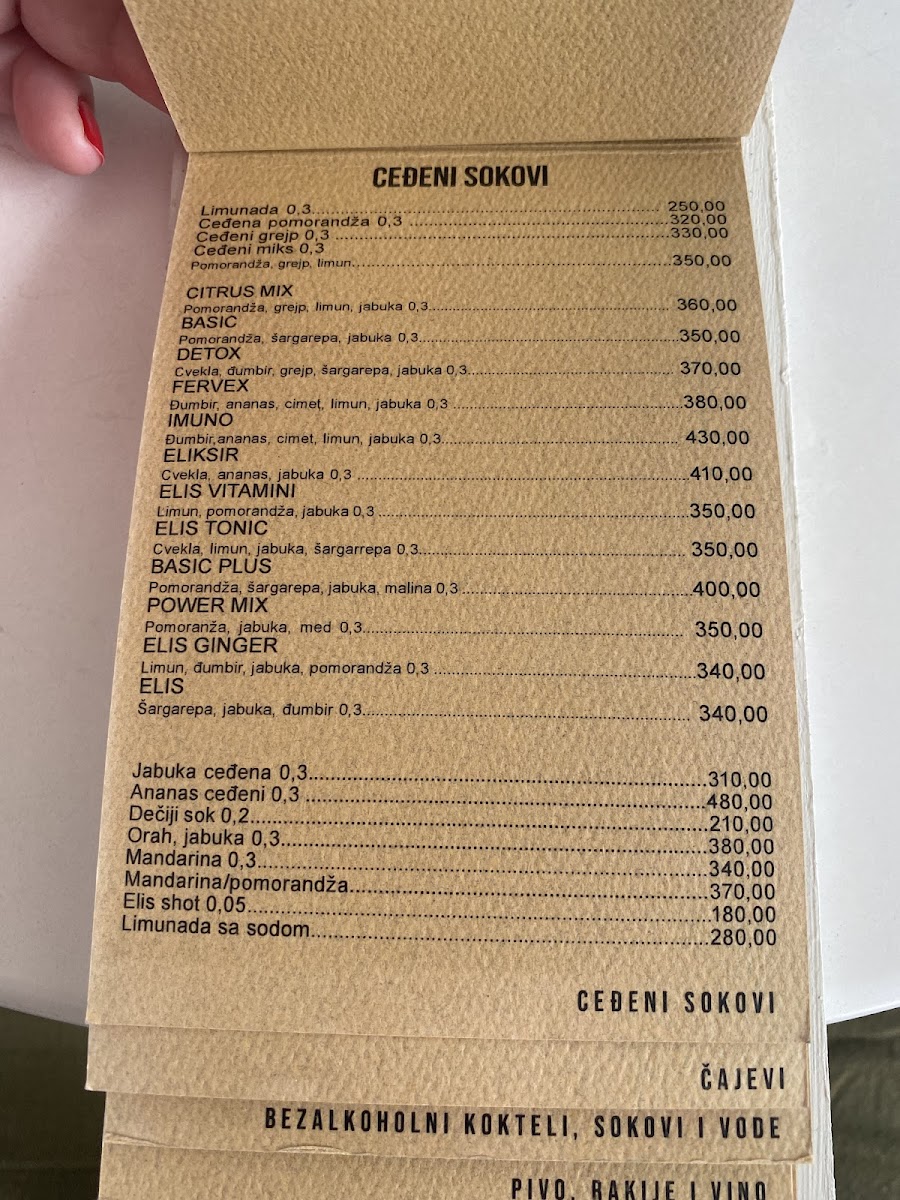 CEĐENI SOKOVI
Limunada 0,3........................................................................ 250,00
Ceđena pomorandža 0,3 ......................................................320,00
Ceđeni grejp 0,3 ....................................................................330,00
Ceđeni miks 0,3
Pomorandža, grejp, limun.....................................................................350,00
CITRUS MIX
Pomorandža, grejp, limun, jabuka 0,3.................................................... 360,00
BASIC
Pomorandža, šargarepa, jabuka 0,3.......................................................350,00
DETOX
Cvekla, đumbir, grejp, šargarepa, jabuka 0,3........................................... 370,00
FERVEX
Đumbir, ananas, cimet, limun, jabuka 0,3 ................................................380,00
IMUNO
Đumbir,ananas, cimet, limun, jabuka 0,3.................................................. 430,00
ELIKSIR
Cvekla, ananas, jabuka 0,3 .....................................................................410,00
ELIS VITAMINI
Limun, pomorandža, jabuka 0,3 ................................................................350,00
ELIS TONIC
Cvekla, limun, jabuka, šargarrepa 0,3....................................................... 350,00
BASIC PLUS
Pomorandža, šargarepa, jabuka, malina 0,3 ...............................................400,00
POWER MIX
Pomoranža, jabuka, med 0,3................................................................. 350,00
ELIS GINGER
Limun, đumbir, jabuka, pomorandža 0,3 .....................................................340,00
ELIS
Šargarepa, jabuka, đumbir 0,3.................................................................. 340,00
Jabuka ceđena 0,3....................................................................310,00
Ananas ceđeni 0,3 .....................................................................480,00
Dečiji sok 0,2...............................................................................210,00
Orah, jabuka 0,3.........................................................................380,00
Mandarina 0,3.............................................................................340,00
Mandarina/pomorandža..............................................................370,00
Elis shot 0,05................................................................................180,00
Limunada sa sodom....................................................................280,00
CEĐENI SOKOVI
ČAJEVI
BEZALKOHOLNI KOKTELI, SOKOVI I VODE
PIVO, RAKIJE I VINO